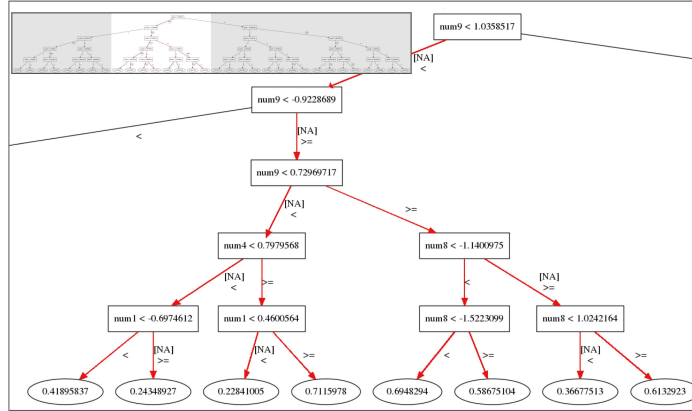 num9 < 1.0358517
[NA]
<
num9 < -0.9228689
<
[NA]
>=
num9 < 0.72969717
[NA]
<
>=
num4 < 0.7979568
num8 < -1.1400975
[NA]
<
>=
<
[NA]
>=
num1 < -0.6974612
num1 < 0.4600564
num8 < -1.5223099
num8 < 1.0242164
<
[NA]
>=
[NA]
<
>=
<
>=
[NA]
<
>=
0.41895837
0.24348927
0.22841005
0.7115978
0.6948294
0.58675104
0.36677513
0.6132923